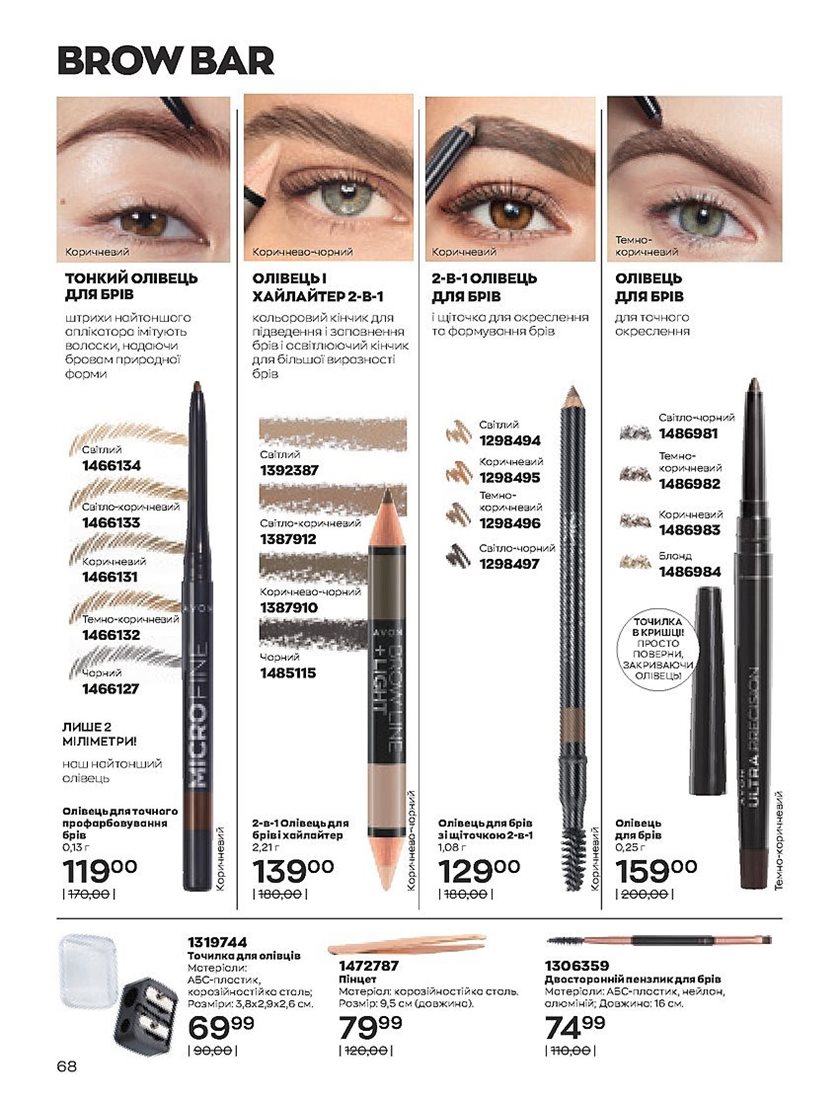 BROW BAR
Коричневий
ТОНКИЙ ОЛІВЕЦЬ
ДЛЯ БРІВ
штрихи найтоншого
аплікатора імітують
волоски, надаючи
бровам природної
форми
Світлий
1466134
Світло-коричневий
1466133
Коричневий
1466131
Темно-коричневий
1466132
Чорний
1466127
ЛИШЕ 2
МІЛІМЕТРИ!
наш найтонший
олівець
AVON
MICRO FINE
Олівець для точного
профарбовування
брів
0,13 г
119 00
|170,00|
Коричневий
Коричнево-чорний
ОЛІВЕЦЬ І
ХАЙЛАЙТЕР 2-В-1
кольоровий кінчик для
підведення і заповнення
брів і освітлюючий кінчик
для більшої виразності
брів
Світлий
1392387
Світло-коричневий
1387912
Коричнево-чорний
1387910
Чорний
1485115
AVON
BROW LINE
+ LIGHT
2-в-1 Олівець для
брів і хайлайтер
2,21 г
139 00
|180,00|
Коричнево-чорний
Коричневий
2-В-1 ОЛІВЕЦЬ
ДЛЯ БРІВ
і щіточка для окреслення
та формування брів
Світлий
1298494
Коричневий
1298495
Темно-
коричневий
1298496
Світло-чорний
1298497
Олівець для брів
зі щіточкою 2-в-1
1,08 г
129 00
|180,00|
Коричневий
Темно-
коричневий
ОЛІВЕЦЬ
ДЛЯ БРІВ
для точного
окреслення
Світло-чорний
1486981
Темно-
коричневий
1486982
Коричневий
1486983
Блонд
1486984
ТОЧИЛКА
В КРИШЦІ!
ПРОСТО
ПОВЕРНИ,
ЗАКРИВАЮЧИ
ОЛІВЕЦЬ!
AVON
ULTRA PRECISION
Олівець
для брів
0,25 г
159 00
|200,00|
Темно-коричневий
1319744
Точилка для олівців
Матеріали:
АБС-пластик,
корозійностійка сталь;
Розміри: 3,8х2,9х2,6 см.
69 99
|90,00|
1472787
Пінцет
Матеріал: корозійностійка сталь.
Розмір: 9,5 см (довжина).
79 99
|120,00|
1306359
Двосторонній пензлик для брів
Матеріали: АБС-пластик, нейлон,
алюміній; Довжина: 16 см.
74 99
|110,00|
68